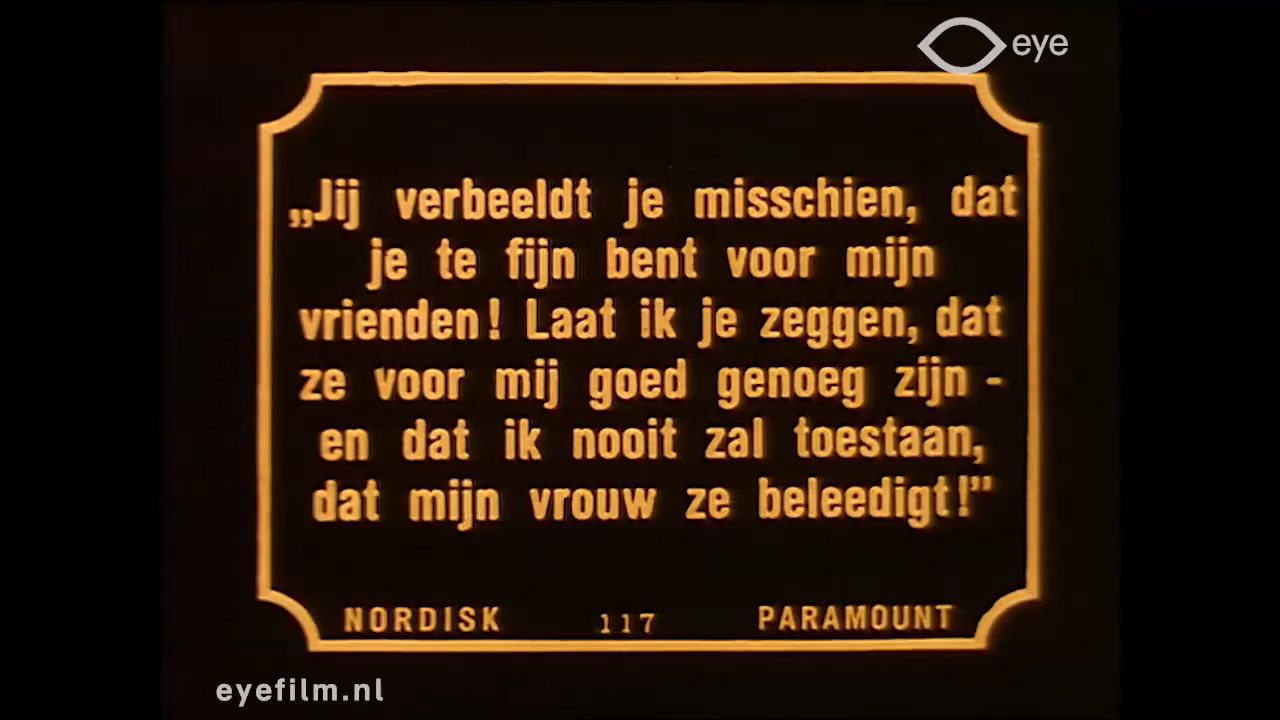 eye
„Jij verbeeldt je misschien, dat
je te fijn bent voor mijn
vrienden! Laat ik je zeggen, dat
ze voor mij goed genoeg zijn -
en dat ik nooit zal toestaan,
dat mijn vrouw ze beleedigt!"
NORDISK 117 PARAMOUNT
eyefilm.nl